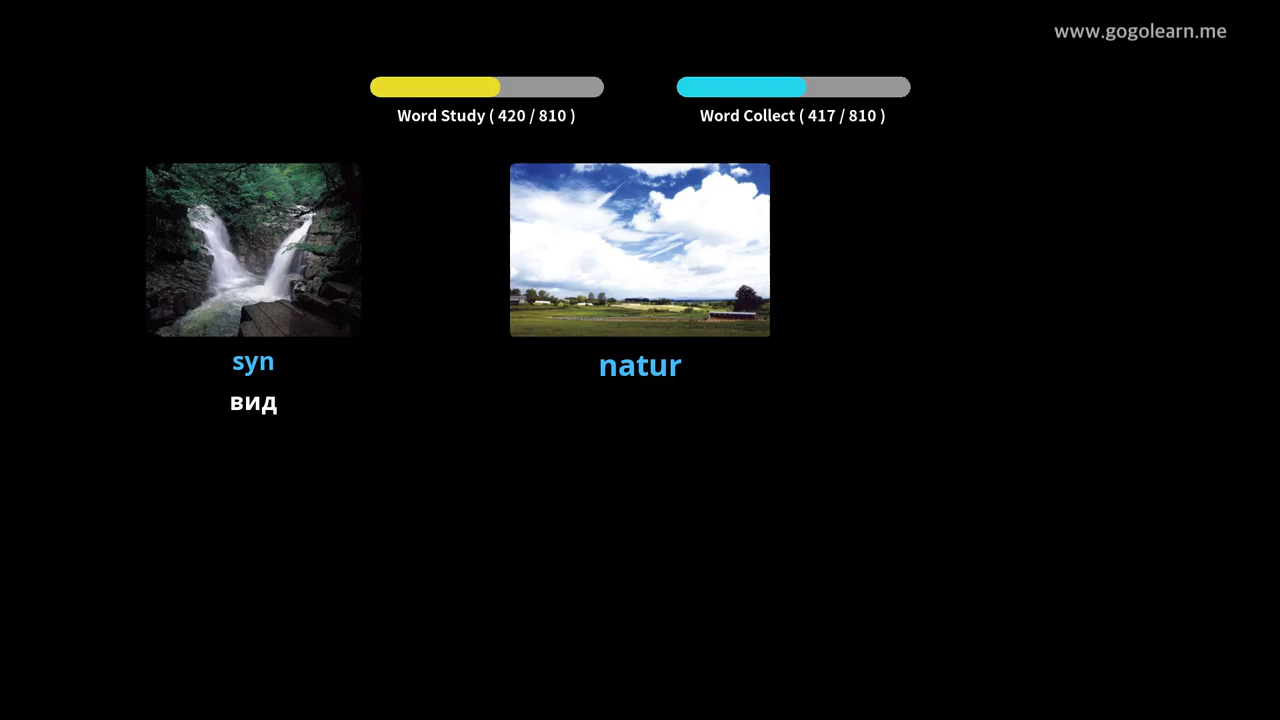 www.gogolearn.me
Word Study ( 420 / 810 )
Word Collect ( 417 / 810 )
syn
вид
natur